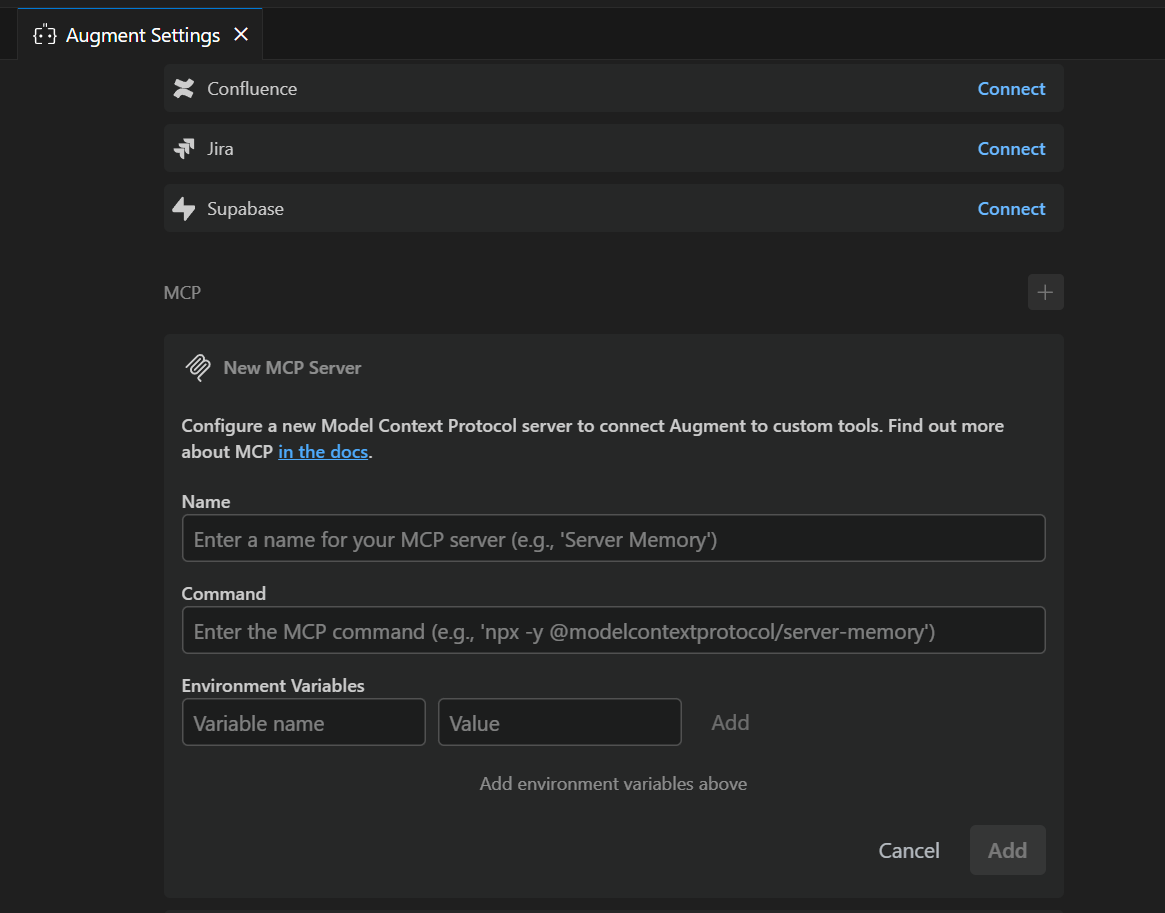 Augment Settings
Confluence Connect
Jira Connect
Supabase Connect
MCP
New MCP Server
Configure a new Model Context Protocol server to connect Augment to custom tools. Find out more
about MCP in the docs.
Name
Enter a name for your MCP server (e.g., 'Server Memory')
Command
Enter the MCP command (e.g., 'npx -y @modelcontextprotocol/server-memory')
Environment Variables
Variable name Value Add
Add environment variables above
Cancel Add